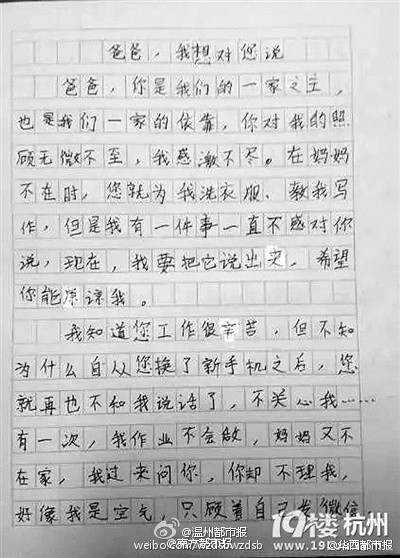 爸爸，我想对您说
爸爸，你是我们的一家之主，
也是我们一家的依靠，你对我的照
顾无微不至，我感激不尽。在妈妈
不在时，您就为我洗衣服、教我写
作，但是我有一件事一直不感对你
说，现在，我要把它说出来，希望
你能原谅我。
我知道您工作很辛苦，但不知
为什么自从您换了新手机之后，您
就再也不和我说话了，不关心我……
有一次，我作业不会做，妈妈又不
在家，我过来问你，你却不理我，
好像我是空气，只顾着自己发微信，
19楼 杭州
@温州都市报
weibo.com/wzdswzdsb
@华西都市报